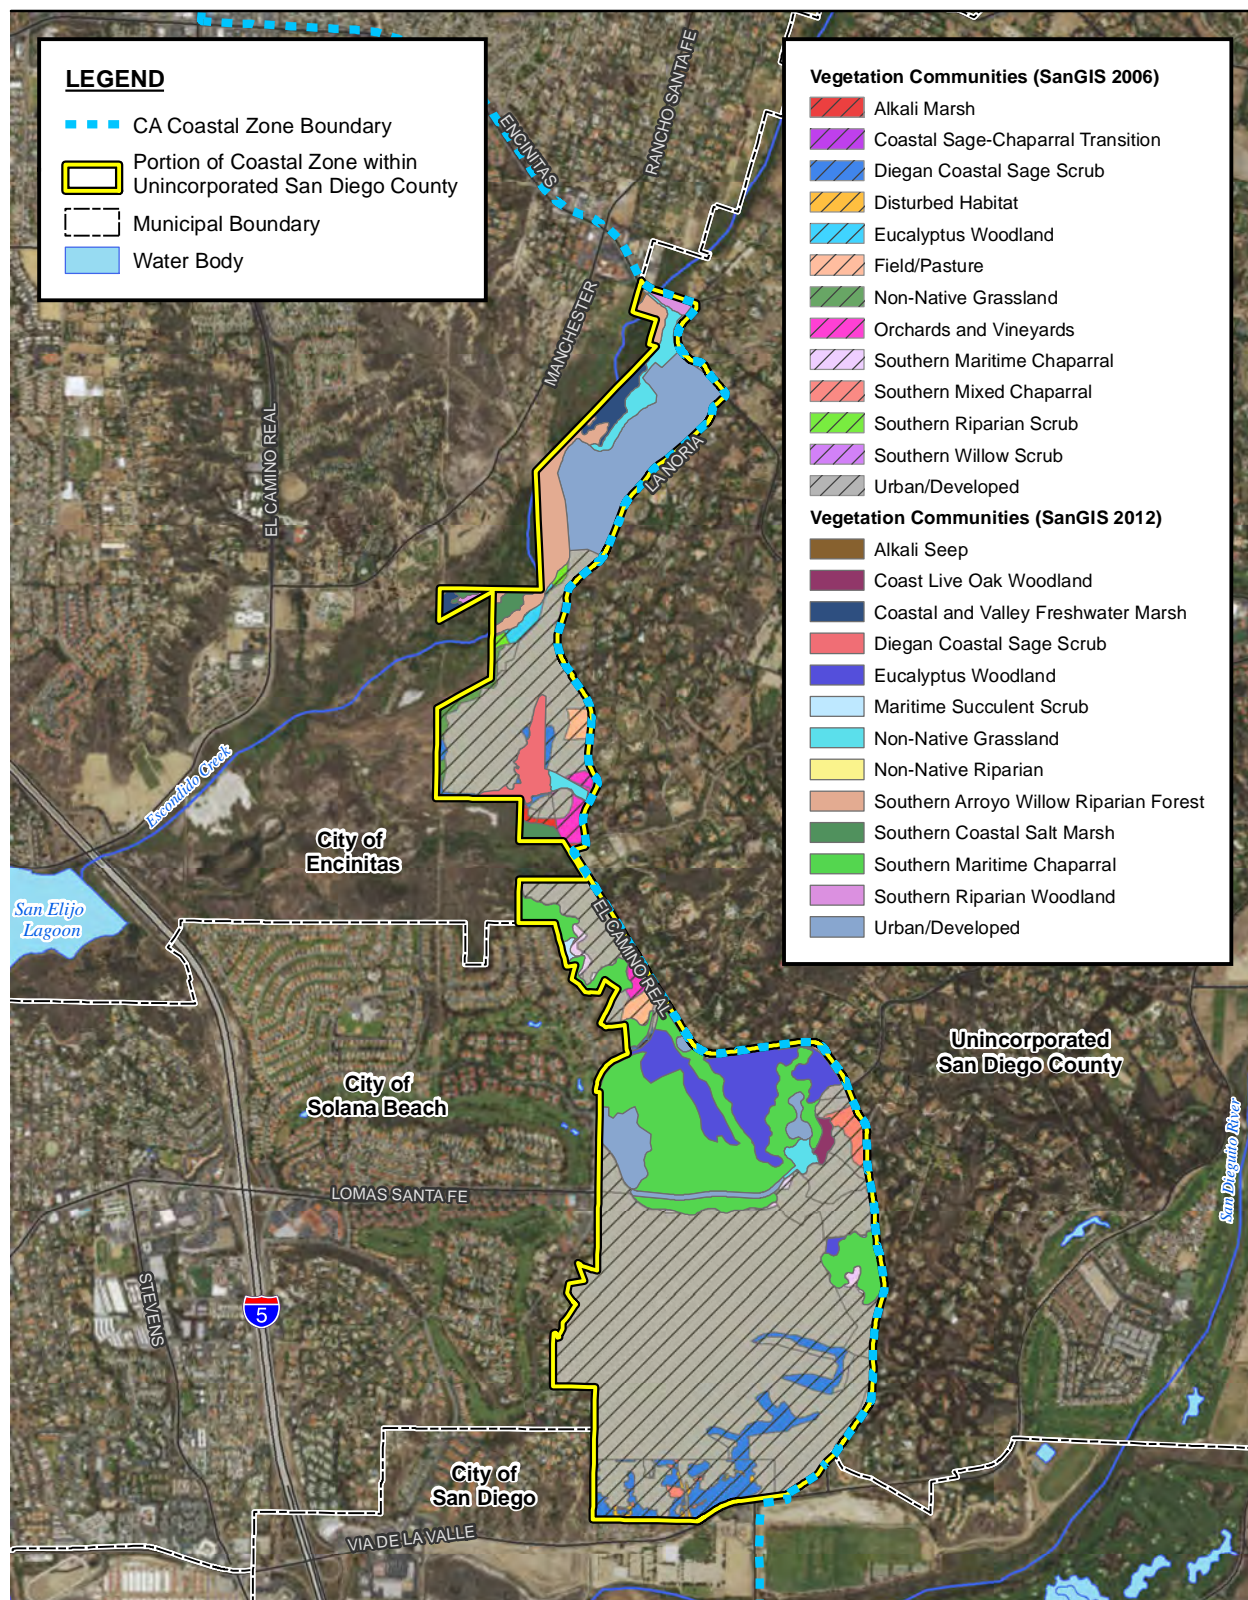 LEGEND
CA Coastal Zone Boundary
Portion of Coastal Zone within
Unincorporated San Diego County
Municipal Boundary
Water Body
Vegetation Communities (SanGIS 2006)
Alkali Marsh
Coastal Sage-Chaparral Transition
Diegan Coastal Sage Scrub
Disturbed Habitat
Eucalyptus Woodland
Field/Pasture
Non-Native Grassland
Orchards and Vineyards
Southern Maritime Chaparral
Southern Mixed Chaparral
Southern Riparian Scrub
Southern Willow Scrub
Urban/Developed
Vegetation Communities (SanGIS 2012)
Alkali Seep
Coast Live Oak Woodland
Coastal and Valley Freshwater Marsh
Diegan Coastal Sage Scrub
Eucalyptus Woodland
Maritime Succulent Scrub
Non-Native Grassland
Non-Native Riparian
Southern Arroyo Willow Riparian Forest
Southern Coastal Salt Marsh
Southern Maritime Chaparral
Southern Riparian Woodland
Urban/Developed
RANCHO SANTA FE
ENCINITAS
MANCHESTER
EL CAMINO REAL
LA NORIA
Escondido Creek
City of
Encinitas
San Elijo
Lagoon
EL CAMINO REAL
Unincorporated
San Diego County
City of
Solana Beach
San Dieguito River
LOMAS SANTA FE
STEVENS
5
City of
San Diego
VIA DE LA VALLE